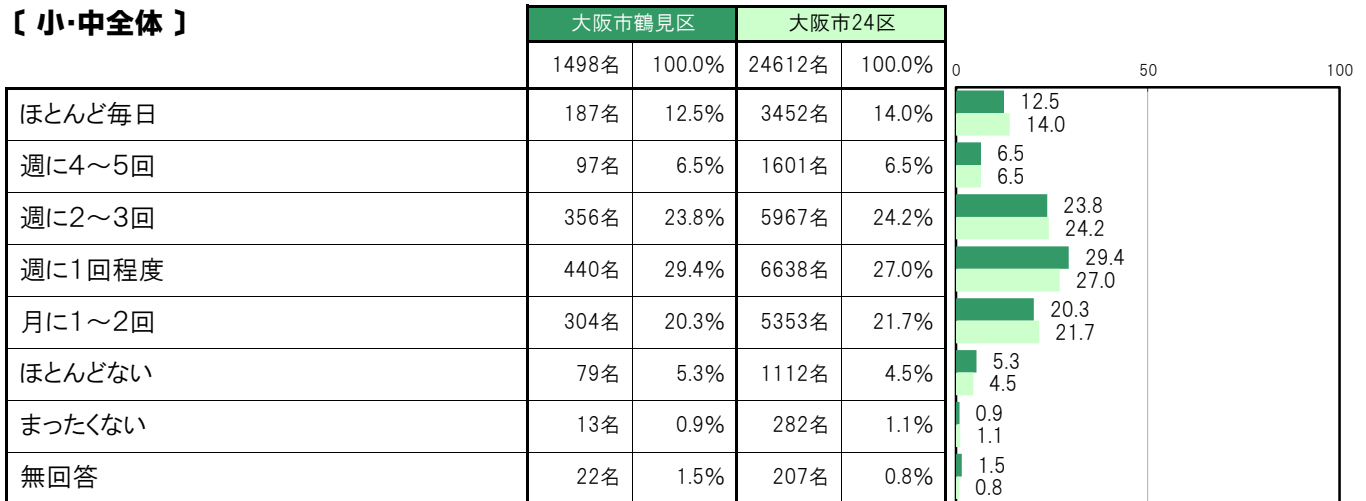 〔 小・中全体 〕
大阪市鶴見区 大阪市24区
1498名 100.0% 24612名 100.0%
0 50 100
ほとんど毎日 187名 12.5% 3452名 14.0% 12.5
14.0
週に4～5回 97名 6.5% 1601名 6.5% 6.5
6.5
週に2～3回 356名 23.8% 5967名 24.2% 23.8
24.2
週に1回程度 440名 29.4% 6638名 27.0% 29.4
27.0
月に1～2回 304名 20.3% 5353名 21.7% 20.3
21.7
ほとんどない 79名 5.3% 1112名 4.5% 5.3
4.5
まったくない 13名 0.9% 282名 1.1% 0.9
1.1
無回答 22名 1.5% 207名 0.8% 1.5
0.8